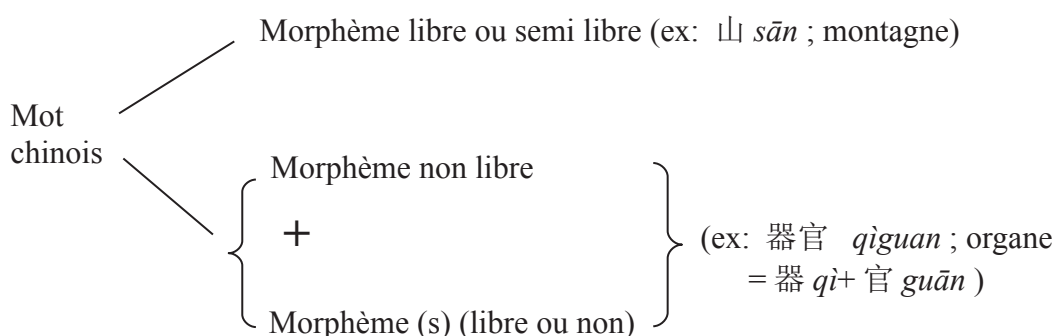 Morphème libre ou semi libre (ex: 山 sān ; montagne)
Mot
chinois
Morphème non libre
+
Morphème (s) (libre ou non)
(ex: 器官 qìguan ; organe
= 器 qì+ 官 guān )